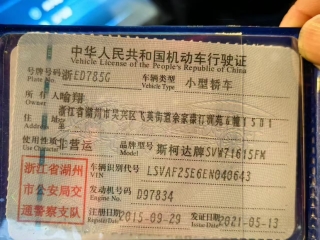 中华人民共和国机动车行驶证
Vehicle License of the People's Republic of China
号牌号码 浙ED785G 车辆类型 小型轿车
Plate No. Vehicle Type
所有人 喻翔
Owner
住址 浙江省湖州市吴兴区飞英街道余家漾打波苑6幢1501
Address
使用性质 非营运 品牌型号 斯柯达牌SVW71615FM
Use Character Model
浙江省湖州市公安局交通警察支队
车辆识别代号 LSVAF25E6EN040643
VIN
发动机号码 D97834
Engine No.
注册日期 2015-09-29 发证日期 2021-05-13
Register Date Issue Date